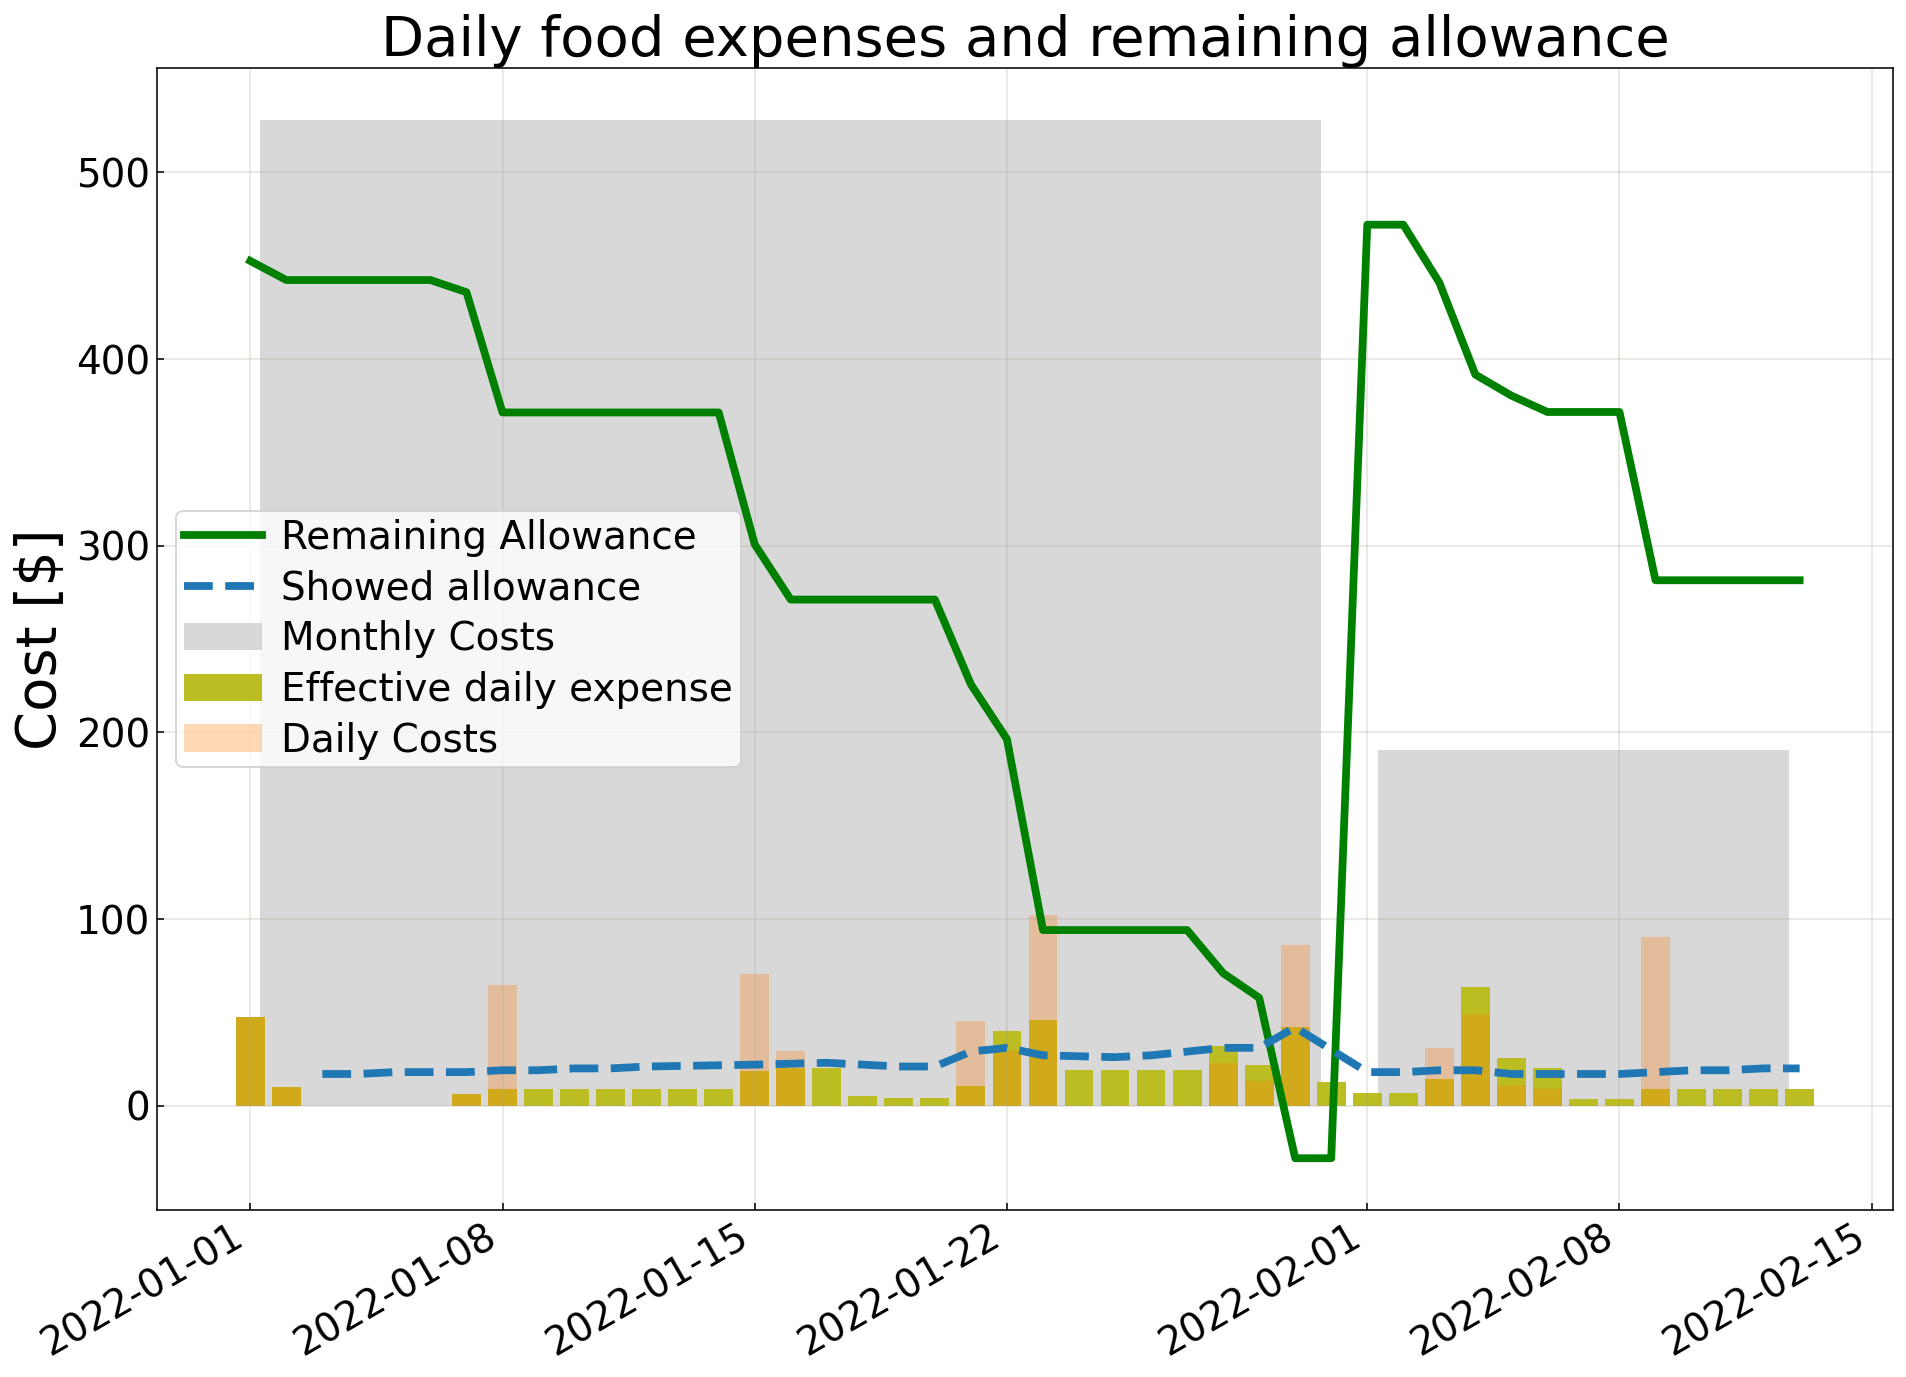 Daily food expenses and remaining allowance
Cost [$]
500
400
300
200
100
0
Remaining Allowance
Showed allowance
Monthly Costs
Effective daily expense
Daily Costs
2022-01-01
2022-01-08
2022-01-15
2022-01-22
2022-02-01
2022-02-08
2022-02-15